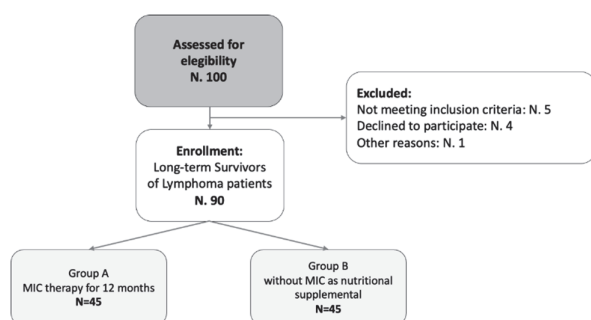 Assessed for
elegibility
N. 100
Excluded:
Not meeting inclusion criteria: N. 5
Declined to participate: N. 4
Other reasons: N. 1
Enrollment:
Long-term Survivors
of Lymphoma patients
N. 90
Group A
MIC therapy for 12 months
N=45
Group B
without MIC as nutritional
supplemental
N=45